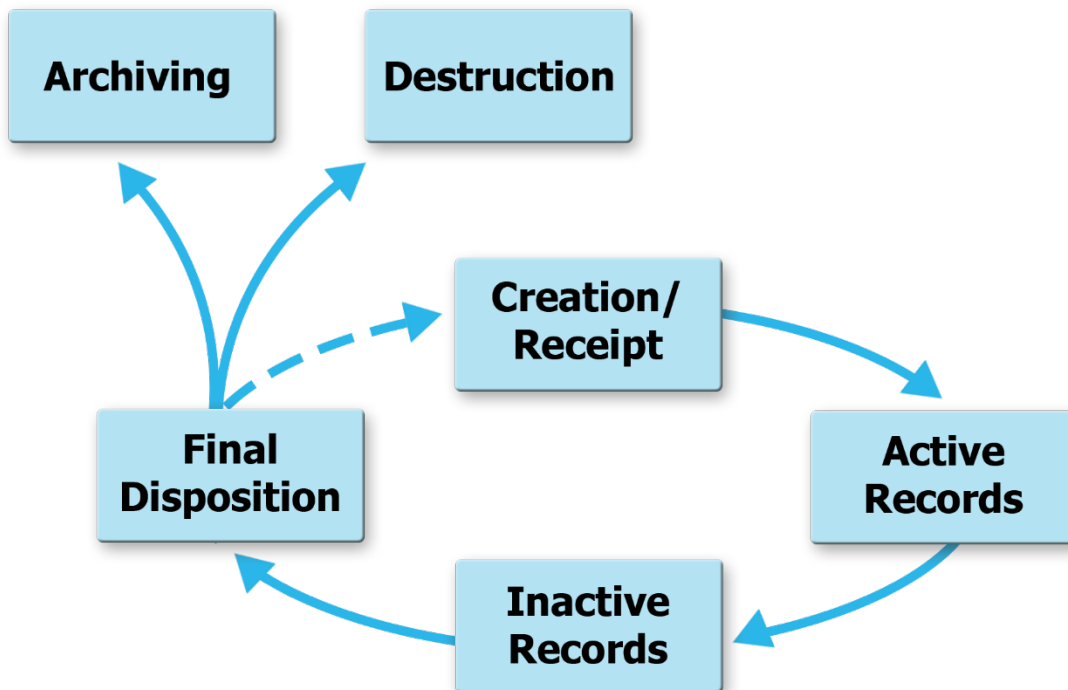 Archiving
Destruction
Creation/
Receipt
Active
Records
Inactive
Records
Final
Disposition